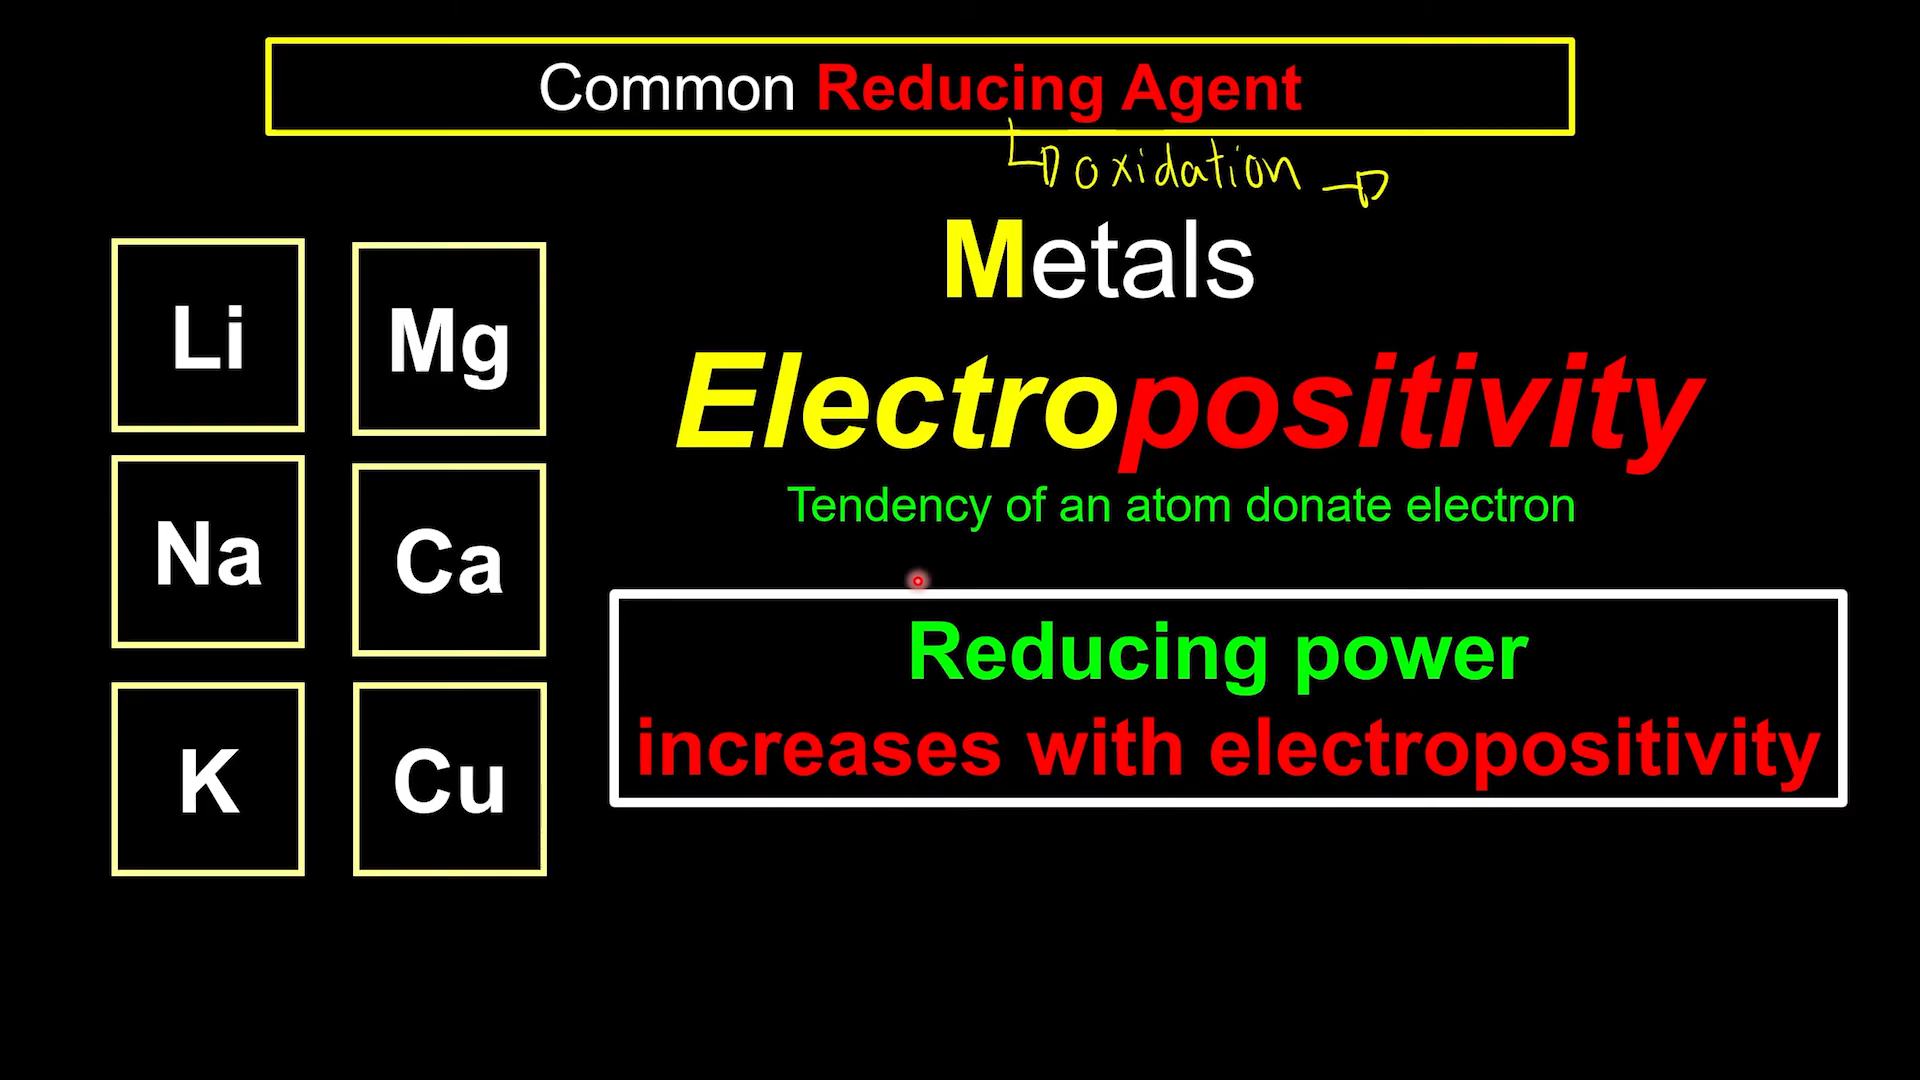 Common Reducing Agent
oxidation
Metals
Electropositivity
Tendency of an atom donate electron
Reducing power
increases with electropositivity
Li
Mg
Na
Ca
K
Cu